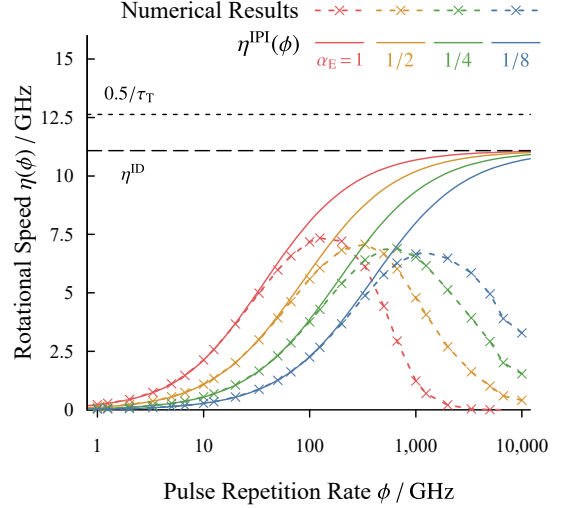 Numerical Results
η^IPI(ϕ)
α_E = 1 1/2 1/4 1/8
15
0.5/τ_T
12.5
η^ID
10
7.5
5
2.5
0
Rotational Speed η(ϕ) / GHz
1 10 100 1,000 10,000
Pulse Repetition Rate ϕ / GHz